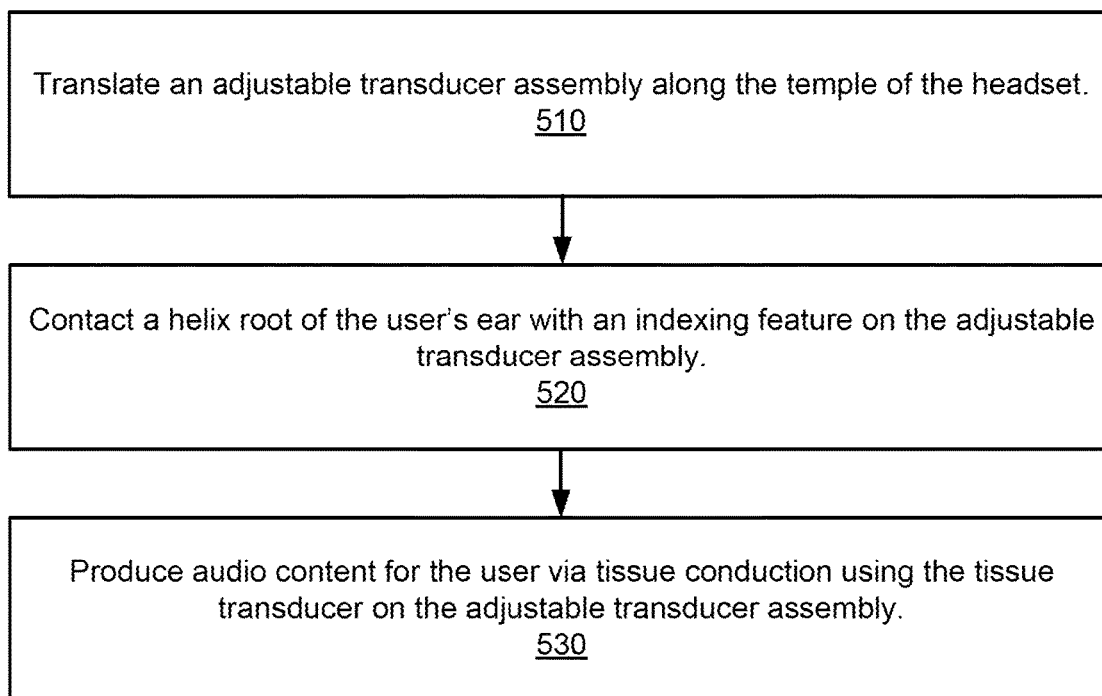 Translate an adjustable transducer assembly along the temple of the headset.
510
Contact a helix root of the user's ear with an indexing feature on the adjustable
transducer assembly.
520
Produce audio content for the user via tissue conduction using the tissue
transducer on the adjustable transducer assembly.
530